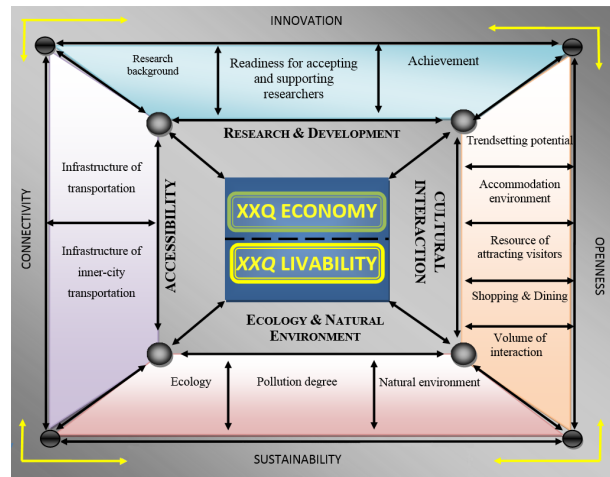 INNOVATION
Research
background
Readiness for accepting
and supporting
researchers
Achievement
RESEARCH & DEVELOPMENT
CONNECTIVITY
Infrastructure of
transportation
Infrastructure of
inner-city
transportation
ACCESSIBILITY
XXQ ECONOMY
XXQ LIVABILITY
CULTURAL
INTERACTION
Trendsetting potential
Accommodation
environment
Resource of
attracting visitors
Shopping & Dining
Volume of
interaction
OPENNESS
ECOLOGY & NATURAL
ENVIRONMENT
Ecology
Pollution degree
Natural environment
SUSTAINABILITY